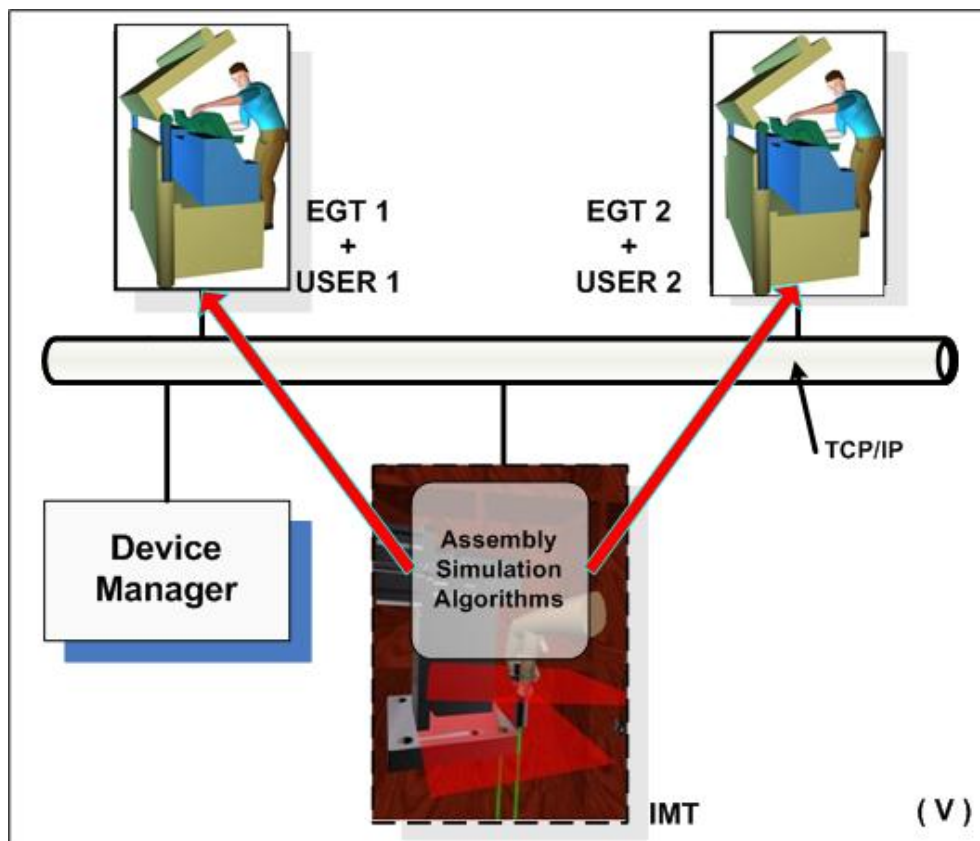 EGT 1
+
USER 1
EGT 2
+
USER 2
TCP/IP
Device
Manager
Assembly
Simulation
Algorithms
IMT
( V )